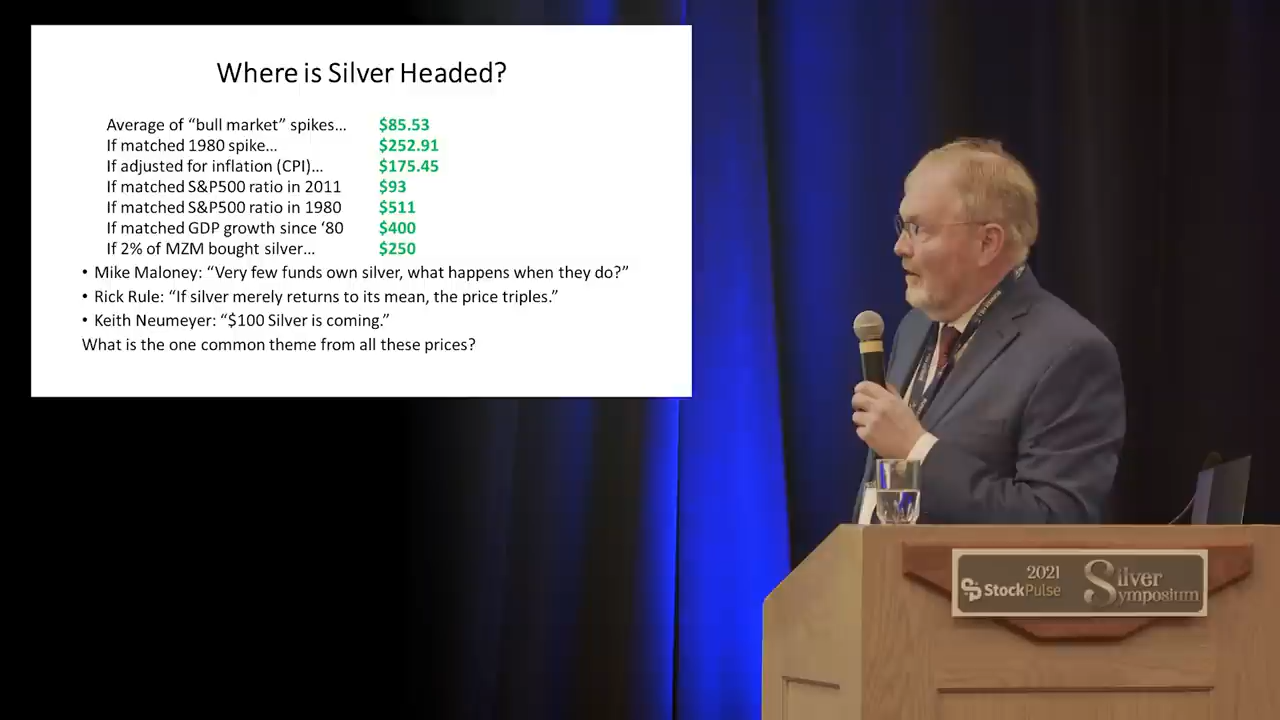 Where is Silver Headed?
Average of “bull market” spikes… $85.53
If matched 1980 spike… $252.91
If adjusted for inflation (CPI)… $175.45
If matched S&P500 ratio in 2011 $93
If matched S&P500 ratio in 1980 $511
If matched GDP growth since ‘80 $400
If 2% of MZM bought silver… $250
• Mike Maloney: “Very few funds own silver, what happens when they do?”
• Rick Rule: “If silver merely returns to its mean, the price triples.”
• Keith Neumeyer: “$100 Silver is coming.”
What is the one common theme from all these prices?
2021
StockPulse
Silver
Symposium